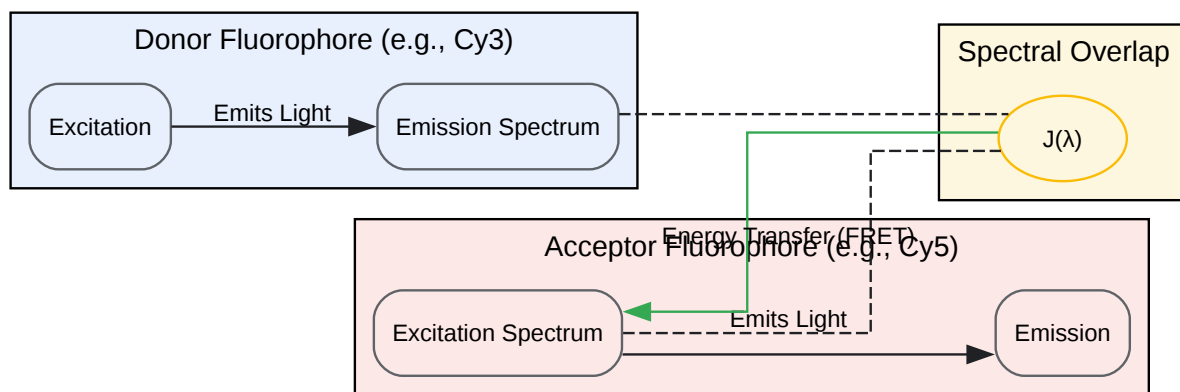 Donor Fluorophore (e.g., Cy3)
Spectral Overlap
Excitation
Emits Light
Emission Spectrum
J(λ)
Energy Transfer (FRET)
Acceptor Fluorophore (e.g., Cy5)
Excitation Spectrum
Emits Light
Emission